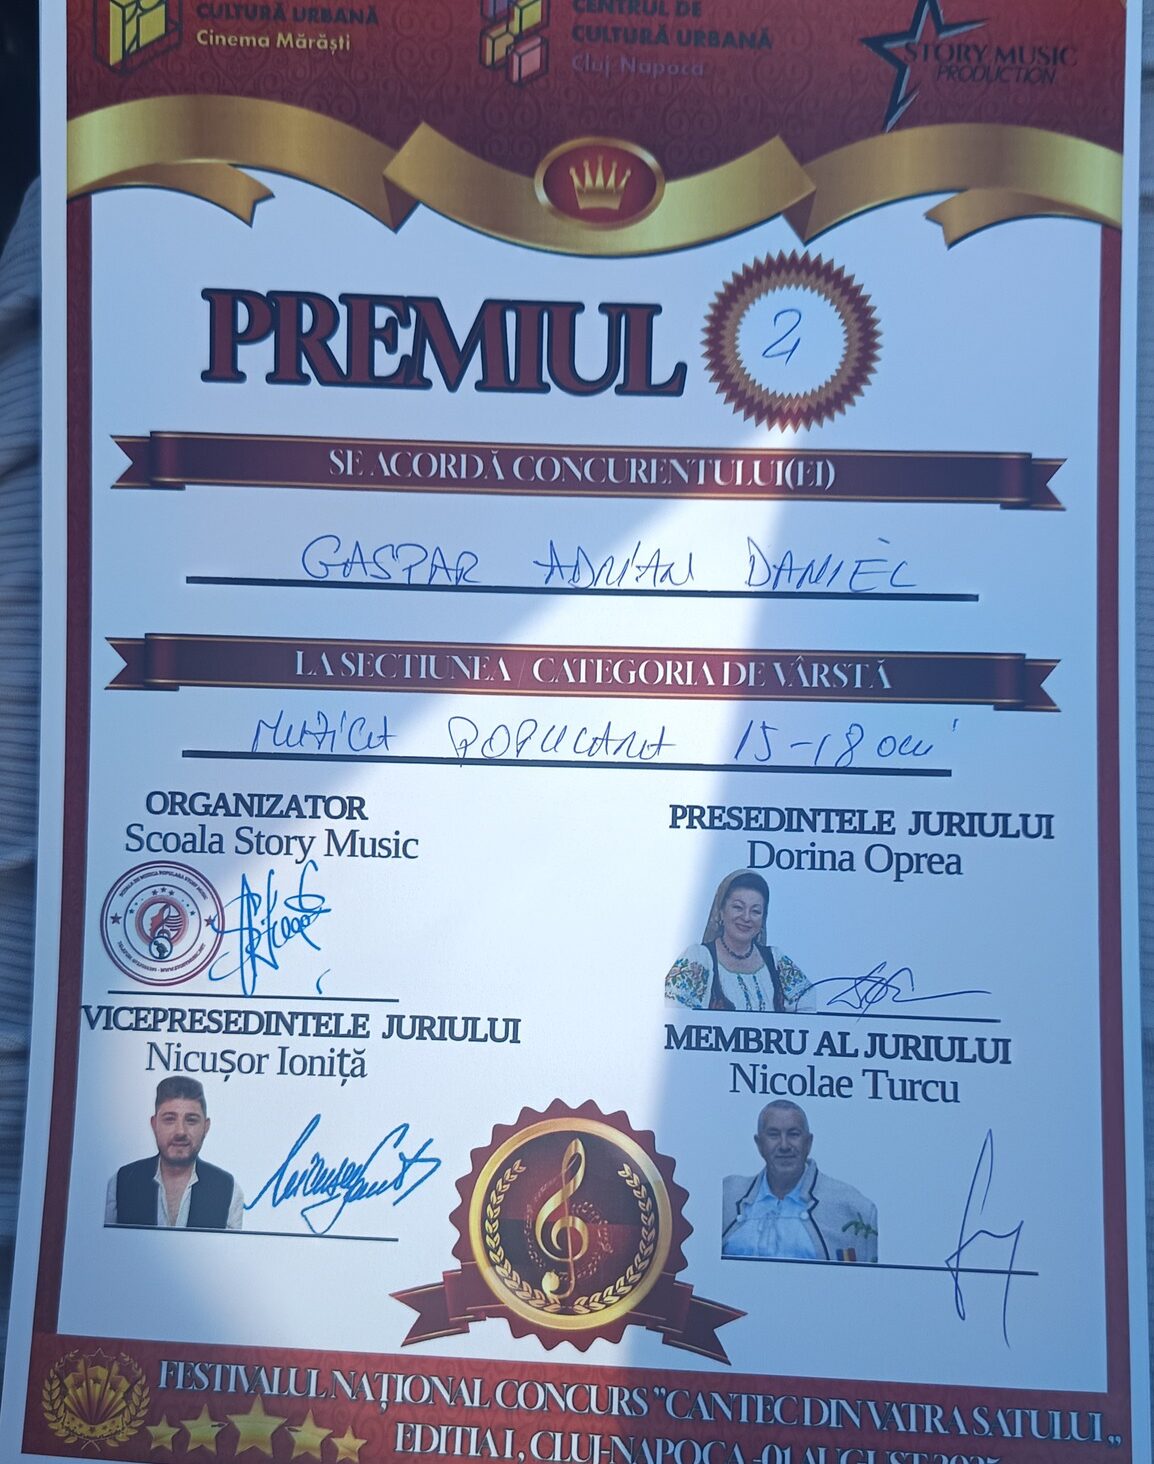 CULTURĂ URBANĂ
Cinema Mărăști
CENTRUL DE
CULTURĂ URBANĂ
Cluj Napoca
STORY MUSIC
PRODUCTION
PREMIUL 2
SE ACORDĂ CONCURENTULUI(EI)
GASPAR ADRIAN DANIEL
LA SECTIUNEA / CATEGORIA DE VÂRSTĂ
MUZICA POPULARA 15-18 ani
ORGANIZATOR
Scoala Story Music
PRESEDINTELE JURIULUI
Dorina Oprea
VICEPRESEDINTELE JURIULUI
Nicușor Ioniță
MEMBRU AL JURIULUI
Nicolae Turcu
FESTIVALUL NAȚIONAL CONCURS "CANTEC DIN VATRA SATULUI„
EDITIA I, CLUJ-NAPOCA -01 AUGUST 2025